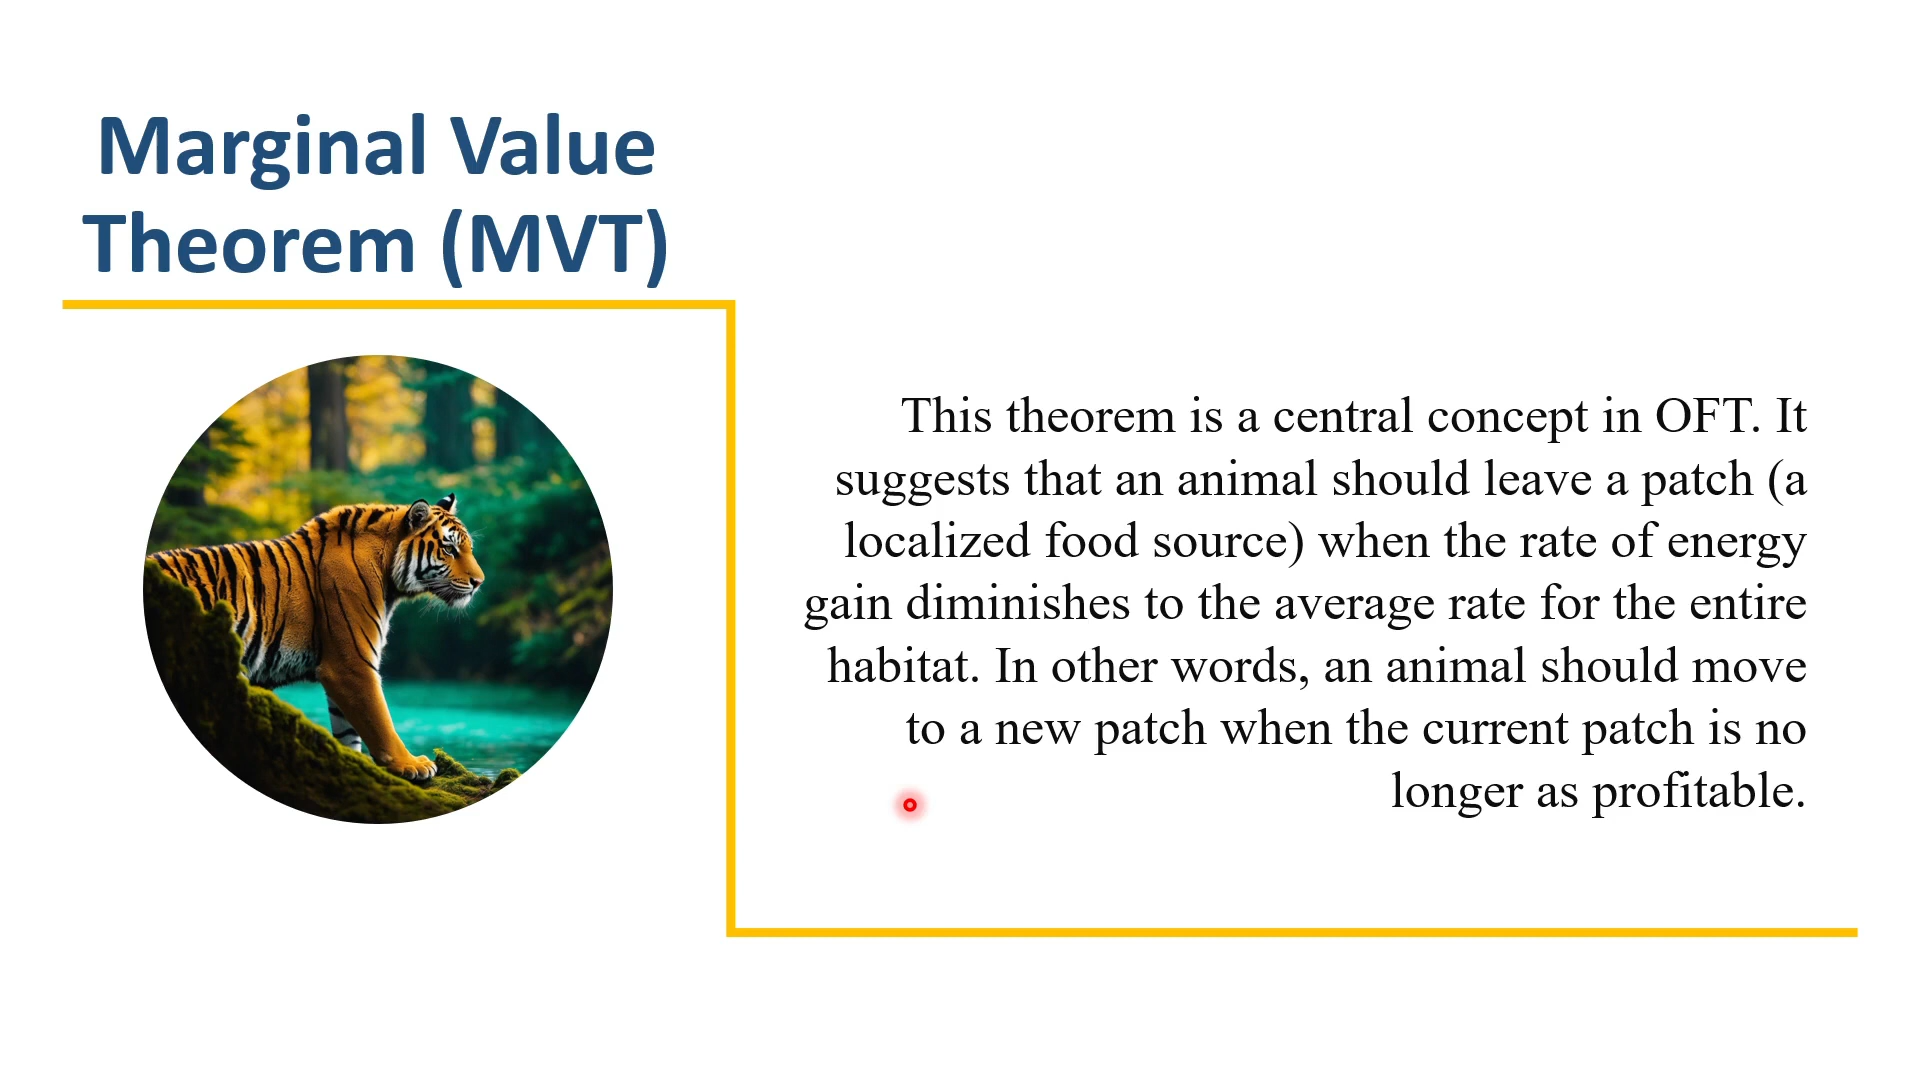 Marginal Value
Theorem (MVT)
This theorem is a central concept in OFT. It
suggests that an animal should leave a patch (a
localized food source) when the rate of energy
gain diminishes to the average rate for the entire
habitat. In other words, an animal should move
to a new patch when the current patch is no
longer as profitable.